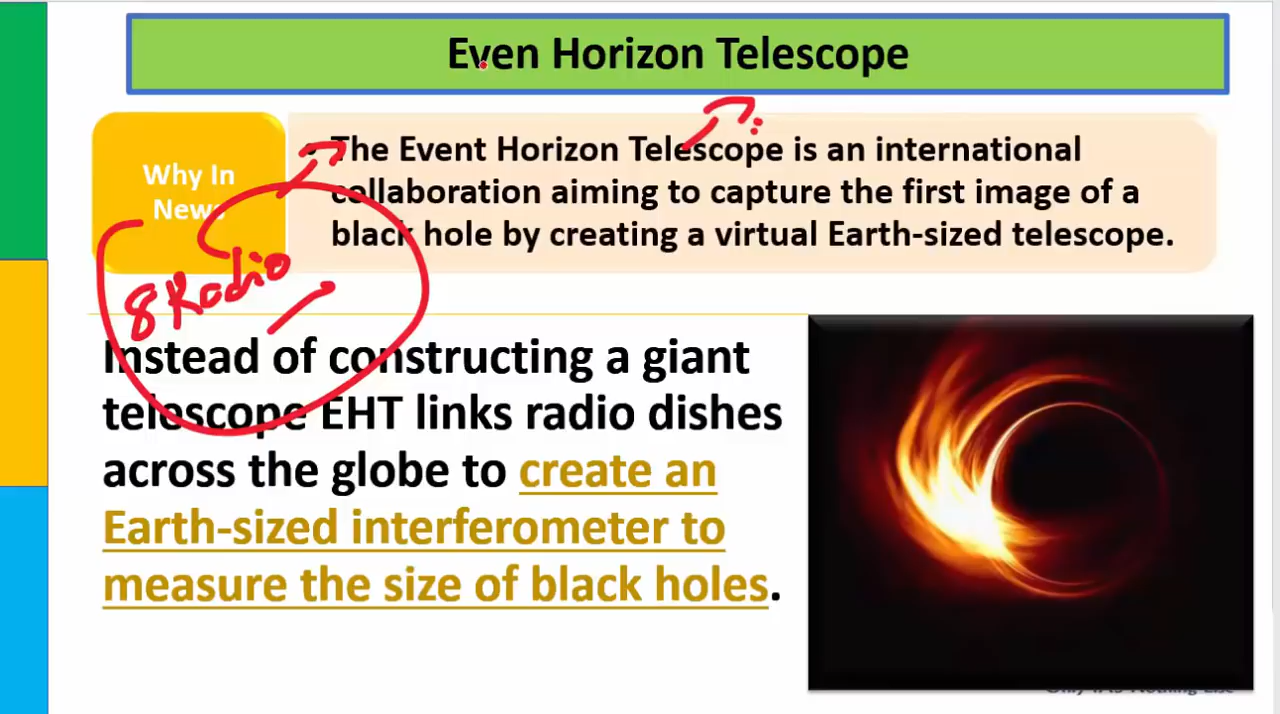 Even Horizon Telescope
Why In
News
• The Event Horizon Telescope is an international
collaboration aiming to capture the first image of a
black hole by creating a virtual Earth-sized telescope.
8 Radio
Instead of constructing a giant
telescope EHT links radio dishes
across the globe to create an
Earth-sized interferometer to
measure the size of black holes.